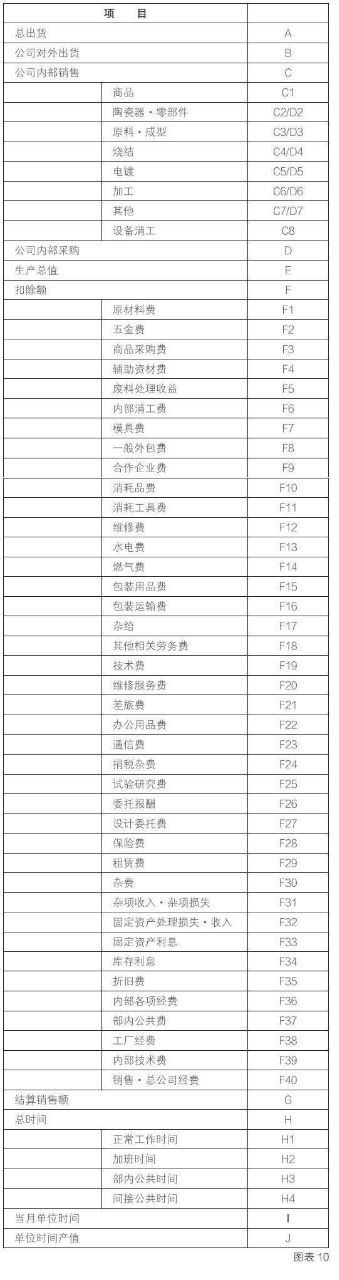 项 目
总出货 A
公司对外出货 B
公司内部销售 C
商品 C1
陶瓷器·零部件 C2/D2
原料·成型 C3/D3
烧结 C4/D4
电镀 C5/D5
加工 C6/D6
其他 C7/D7
设备消工 C8
公司内部采购 D
生产总值 E
扣除额 F
原材料费 F1
五金费 F2
商品采购费 F3
辅助资材费 F4
废料处理收益 F5
内部消工费 F6
模具费 F7
一般外包费 F8
合作企业费 F9
消耗品费 F10
消耗工具费 F11
维修费 F12
水电费 F13
燃气费 F14
包装用品费 F15
包装运输费 F16
杂给 F17
其他相关劳务费 F18
技术费 F19
维修服务费 F20
差旅费 F21
办公用品费 F22
通信费 F23
捐税杂费 F24
试验研究费 F25
委托报酬 F26
设计委托费 F27
保险费 F28
租赁费 F29
杂费 F30
杂项收入·杂项损失 F31
固定资产处理损失·收入 F32
固定资产利息 F33
库存利息 F34
折旧费 F35
内部各项经费 F36
部内公共费 F37
工厂经费 F38
内部技术费 F39
销售·总公司经费 F40
结算销售额 G
总时间 H
正常工作时间 H1
加班时间 H2
部内公共时间 H3
间接公共时间 H4
当月单位时间 I
单位时间产值 J
图表 10